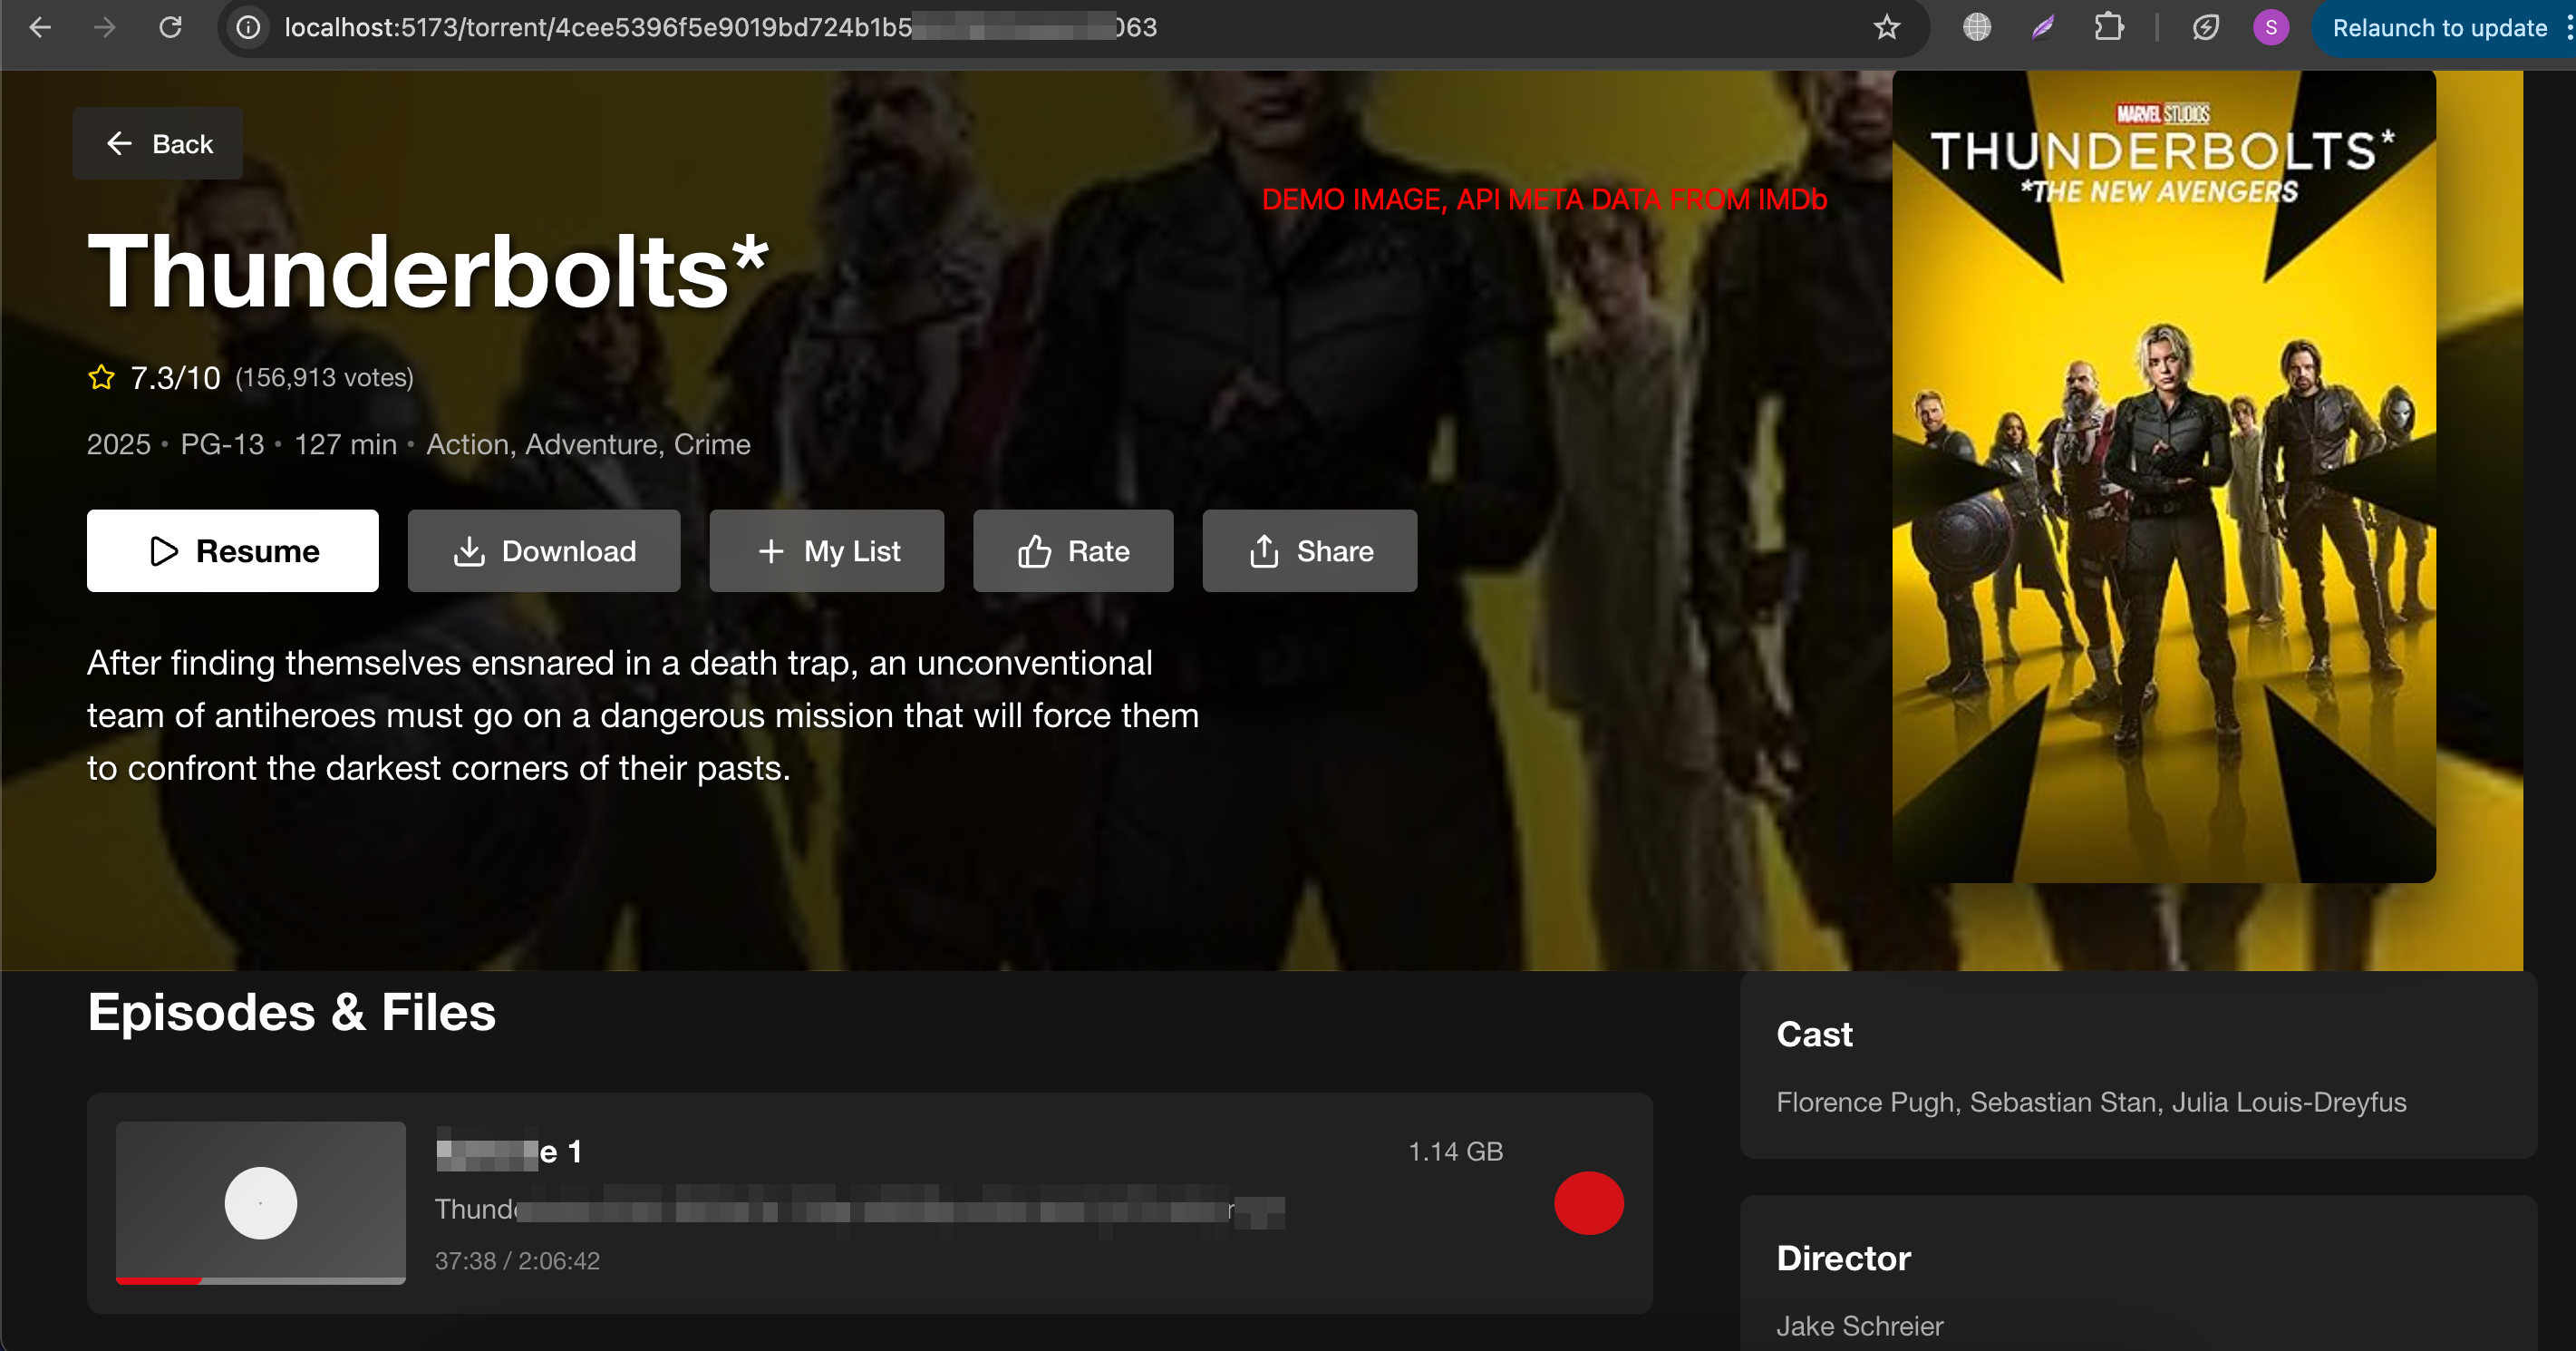 localhost:5173/torrent/4cee5396f5e9019bd724b1b5 063
S
Relaunch to update
Back
DEMO IMAGE, API META DATA FROM IMDb
MARVEL STUDIOS
THUNDERBOLTS*
*THE NEW AVENGERS
Thunderbolts*
7.3/10 (156,913 votes)
2025 • PG-13 • 127 min • Action, Adventure, Crime
Resume
Download
My List
Rate
Share
After finding themselves ensnared in a death trap, an unconventional
team of antiheroes must go on a dangerous mission that will force them
to confront the darkest corners of their pasts.
Episodes & Files
e 1
1.14 GB
Thund
37:38 / 2:06:42
Cast
Florence Pugh, Sebastian Stan, Julia Louis-Dreyfus
Director
Jake Schreier